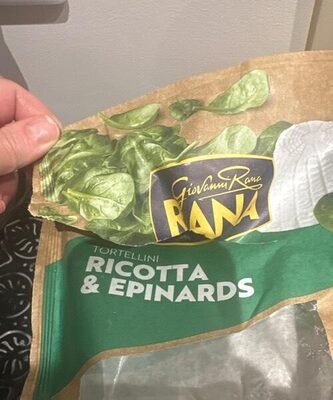 Giovanni Rana
RANA
TORTELLINI
RICOTTA
& EPINARDS